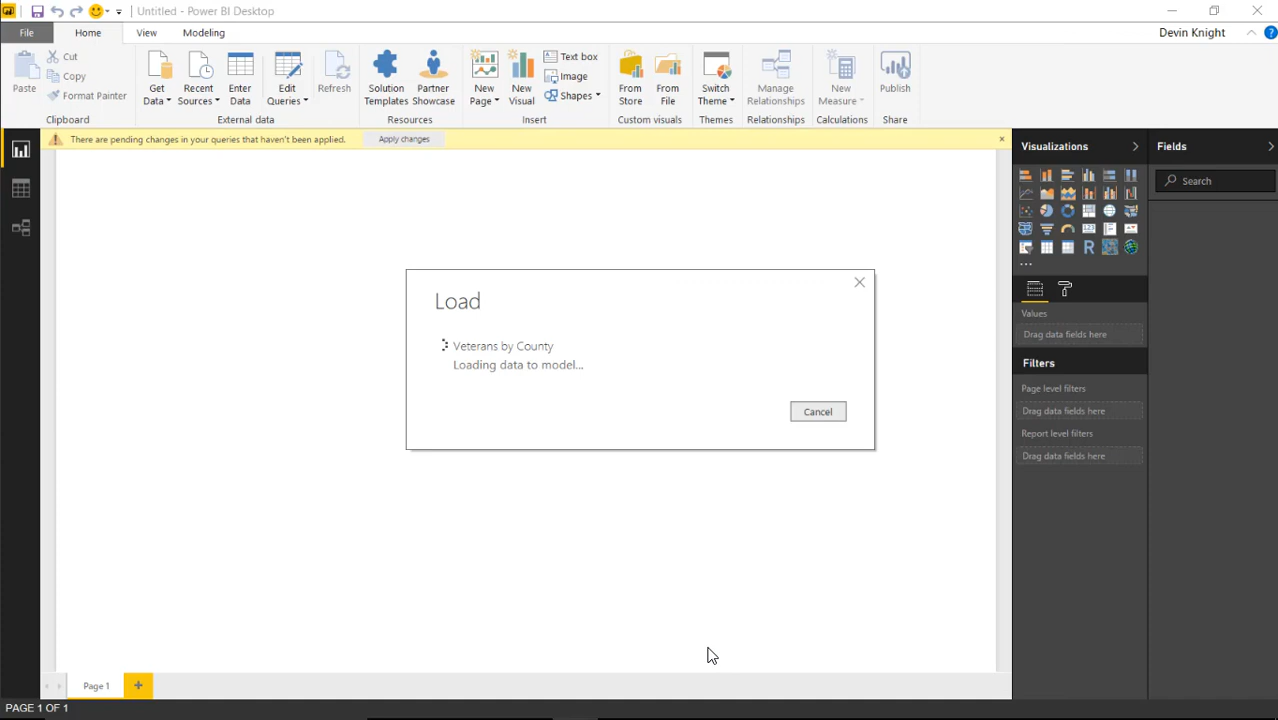 Untitled - Power BI Desktop
File
Home
View
Modeling
Devin Knight
Paste
Cut
Copy
Format Painter
Clipboard
Get Data
Recent Sources
Enter Data
Edit Queries
Refresh
External data
Solution Templates
Partner Showcase
Resources
New Page
New Visual
Text box
Image
Shapes
Insert
From Store
From File
Custom visuals
Switch Theme
Themes
Manage Relationships
Relationships
New Measure
Calculations
Publish
Share
There are pending changes in your queries that haven't been applied.
Apply changes
Visualizations
Fields
Search
R
Values
Drag data fields here
Filters
Page level filters
Drag data fields here
Report level filters
Drag data fields here
Load
Veterans by County
Loading data to model...
Cancel
Page 1
PAGE 1 OF 1